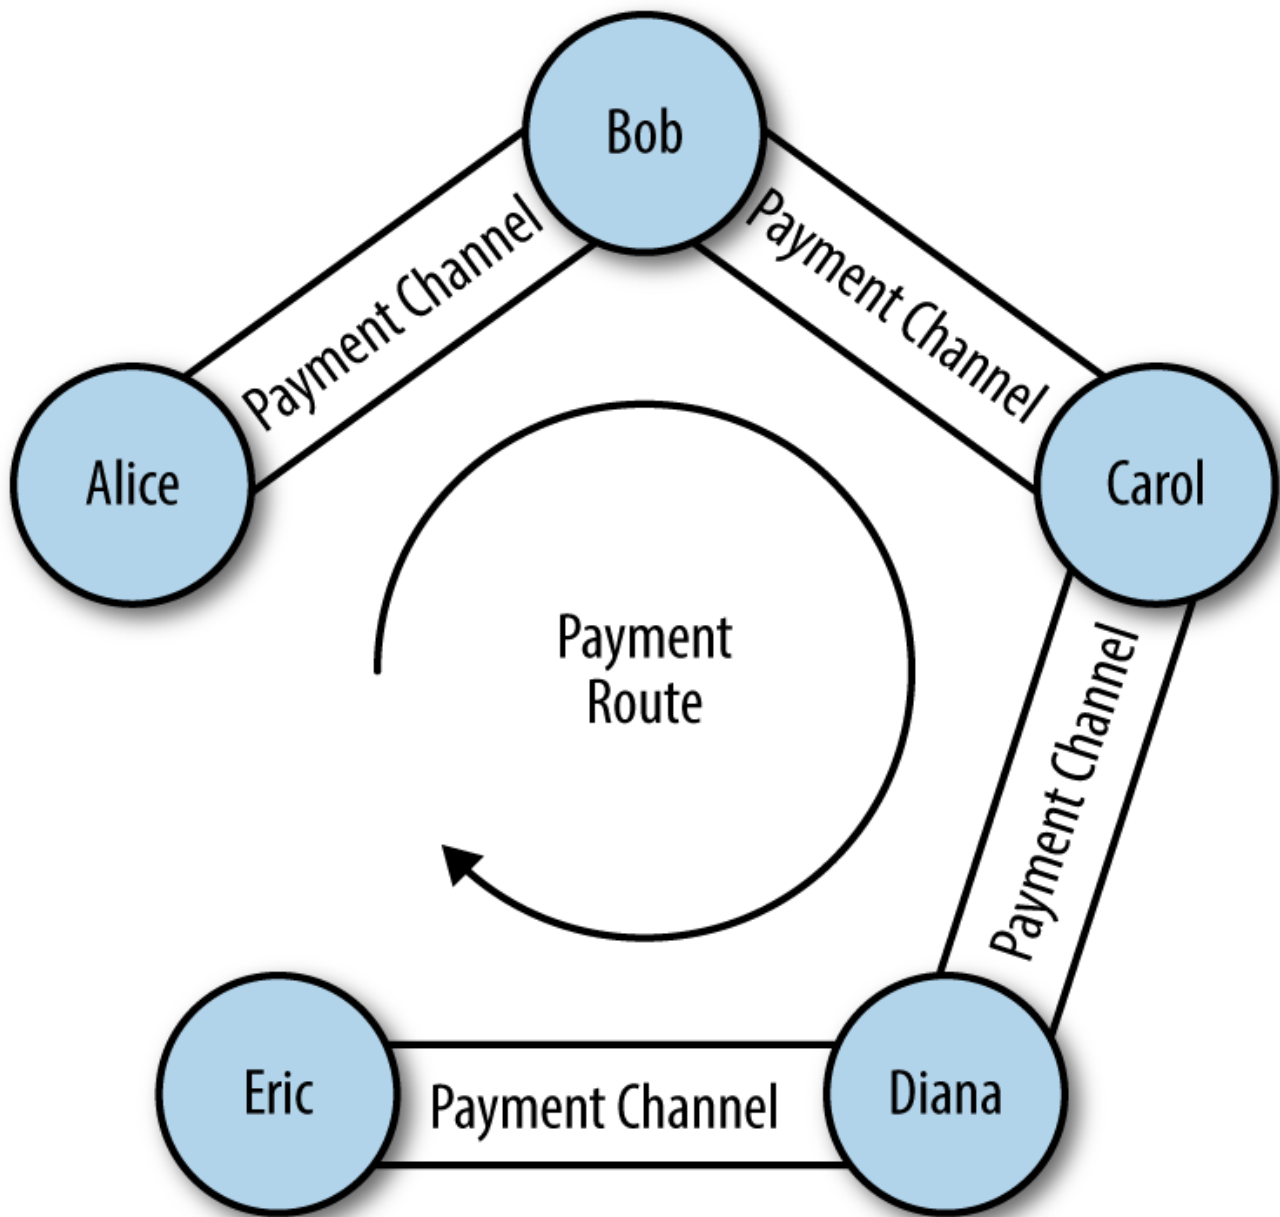 Bob
Payment Channel
Payment Channel
Alice
Carol
Payment
Route
Payment Channel
Eric
Payment Channel
Diana